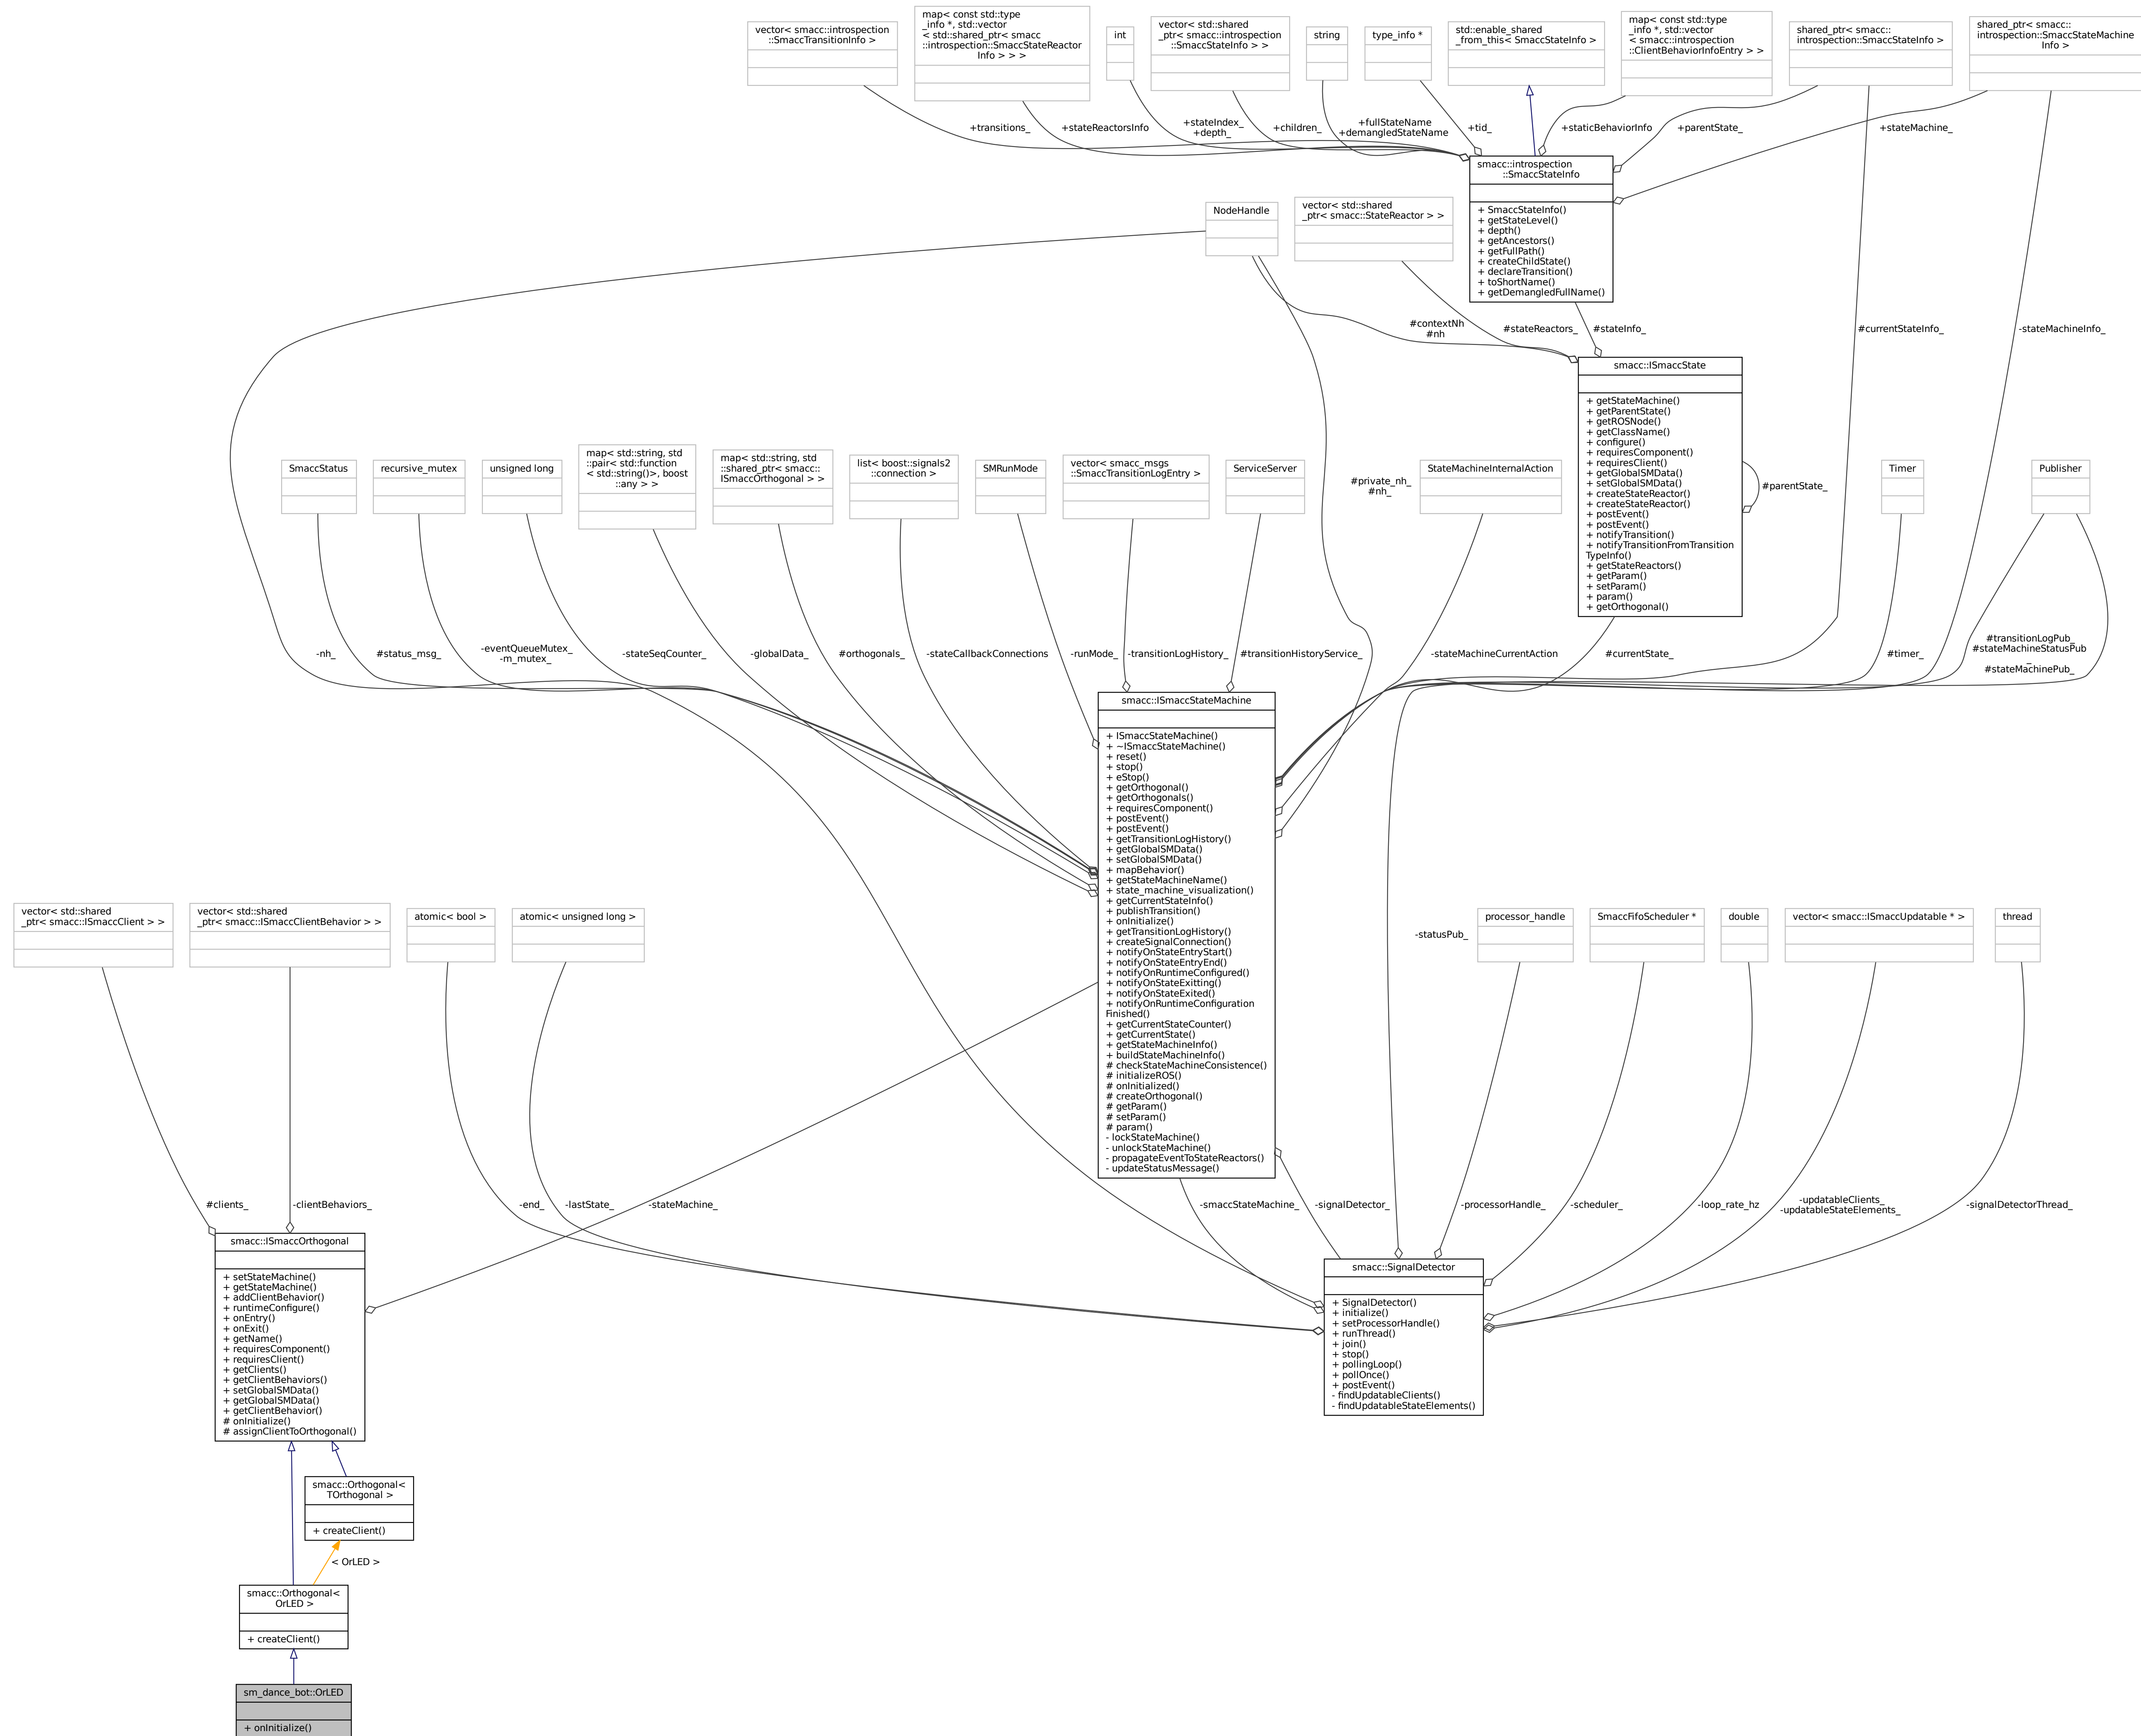 vector< smacc::introspection
::SmaccTransitionInfo >
map< const std::type
_info *, std::vector
< std::shared_ptr< smacc
::introspection::SmaccStateReactor
Info > > >
int
vector< std::shared
_ptr< smacc::introspection
::SmaccStateInfo > >
string
type_info *
std::enable_shared
_from_this< SmaccStateInfo >
map< const std::type
_info *, std::vector
< smacc::introspection
::ClientBehaviorInfoEntry > >
shared_ptr< smacc::
introspection::SmaccStateInfo >
shared_ptr< smacc::
introspection::SmaccStateMachine
Info >
+transitions_
+stateReactorsInfo
+stateIndex_
+depth_
+children_
+fullStateName
+demangledStateName
+tid_
+staticBehaviorInfo
+parentState_
+stateMachine_
smacc::introspection
::SmaccStateInfo
+ SmaccStateInfo()
+ getStateLevel()
+ depth()
+ getAncestors()
+ getFullPath()
+ createChildState()
+ declareTransition()
+ toShortName()
+ getDemangledFullName()
NodeHandle
vector< std::shared
_ptr< smacc::StateReactor > >
#contextNh
#nh
#stateReactors_
#stateInfo_
#currentStateInfo_
-stateMachineInfo_
smacc::ISmaccState
+ getStateMachine()
+ getParentState()
+ getROSNode()
+ getClassName()
+ configure()
+ requiresComponent()
+ requiresClient()
+ getGlobalSMData()
+ setGlobalSMData()
+ createStateReactor()
+ createStateReactor()
+ postEvent()
+ postEvent()
+ notifyTransition()
+ notifyTransitionFromTransition
TypeInfo()
+ getStateReactors()
+ getParam()
+ setParam()
+ param()
+ getOrthogonal()
#parentState_
SmaccStatus
recursive_mutex
unsigned long
map< std::string, std
::pair< std::function
< std::string()>, boost
::any > >
map< std::string, std
::shared_ptr< smacc::
ISmaccOrthogonal > >
list< boost::signals2
::connection >
SMRunMode
vector< smacc_msgs
::SmaccTransitionLogEntry >
ServiceServer
#private_nh_
#nh_
StateMachineInternalAction
Timer
Publisher
-nh_
#status_msg_
-eventQueueMutex_
-m_mutex_
-stateSeqCounter_
-globalData_
#orthogonals_
-stateCallbackConnections
-runMode_
-transitionLogHistory_
#transitionHistoryService_
-stateMachineCurrentAction
#currentState_
#timer_
#transitionLogPub_
#stateMachineStatusPub
_
#stateMachinePub_
smacc::ISmaccStateMachine
+ ISmaccStateMachine()
+ ~ISmaccStateMachine()
+ reset()
+ stop()
+ eStop()
+ getOrthogonal()
+ getOrthogonals()
+ requiresComponent()
+ postEvent()
+ postEvent()
+ getTransitionLogHistory()
+ getGlobalSMData()
+ setGlobalSMData()
+ mapBehavior()
+ getStateMachineName()
+ state_machine_visualization()
+ getCurrentStateInfo()
+ publishTransition()
+ onInitialize()
+ getTransitionLogHistory()
+ createSignalConnection()
+ notifyOnStateEntryStart()
+ notifyOnStateEntryEnd()
+ notifyOnRuntimeConfigured()
+ notifyOnStateExitting()
+ notifyOnStateExited()
+ notifyOnRuntimeConfiguration
Finished()
+ getCurrentStateCounter()
+ getCurrentState()
+ getStateMachineInfo()
+ buildStateMachineInfo()
# checkStateMachineConsistence()
# initializeROS()
# onInitialized()
# createOrthogonal()
# getParam()
# setParam()
# param()
- lockStateMachine()
- unlockStateMachine()
- propagateEventToStateReactors()
- updateStatusMessage()
vector< std::shared
_ptr< smacc::ISmaccClient > >
vector< std::shared
_ptr< smacc::ISmaccClientBehavior > >
atomic< bool >
atomic< unsigned long >
-statusPub_
processor_handle
SmaccFifoScheduler *
double
vector< smacc::ISmaccUpdatable * >
thread
#clients_
-clientBehaviors_
-end_
-lastState_
-stateMachine_
-smaccStateMachine_
-signalDetector_
-processorHandle_
-scheduler_
-loop_rate_hz
-updatableClients_
-updatableStateElements_
-signalDetectorThread_
smacc::ISmaccOrthogonal
+ setStateMachine()
+ getStateMachine()
+ addClientBehavior()
+ runtimeConfigure()
+ onEntry()
+ onExit()
+ getName()
+ requiresComponent()
+ requiresClient()
+ getClients()
+ getClientBehaviors()
+ setGlobalSMData()
+ getGlobalSMData()
+ getClientBehavior()
# onInitialize()
# assignClientToOrthogonal()
smacc::SignalDetector
+ SignalDetector()
+ initialize()
+ setProcessorHandle()
+ runThread()
+ join()
+ stop()
+ pollingLoop()
+ pollOnce()
+ postEvent()
- findUpdatableClients()
- findUpdatableStateElements()
smacc::Orthogonal<
TOrthogonal >
+ createClient()
< OrLED >
smacc::Orthogonal<
OrLED >
+ createClient()
sm_dance_bot::OrLED
+ onInitialize()